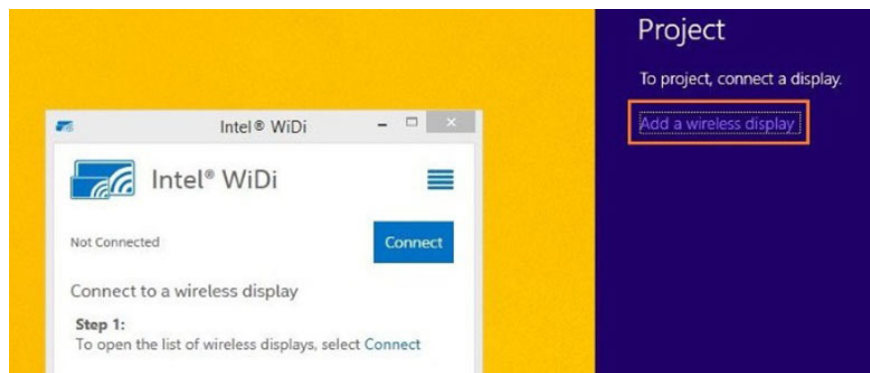 Project
To project, connect a display.
Add a wireless display
Intel® WiDi
Intel® WiDi
Not Connected
Connect
Connect to a wireless display
Step 1:
To open the list of wireless displays, select Connect